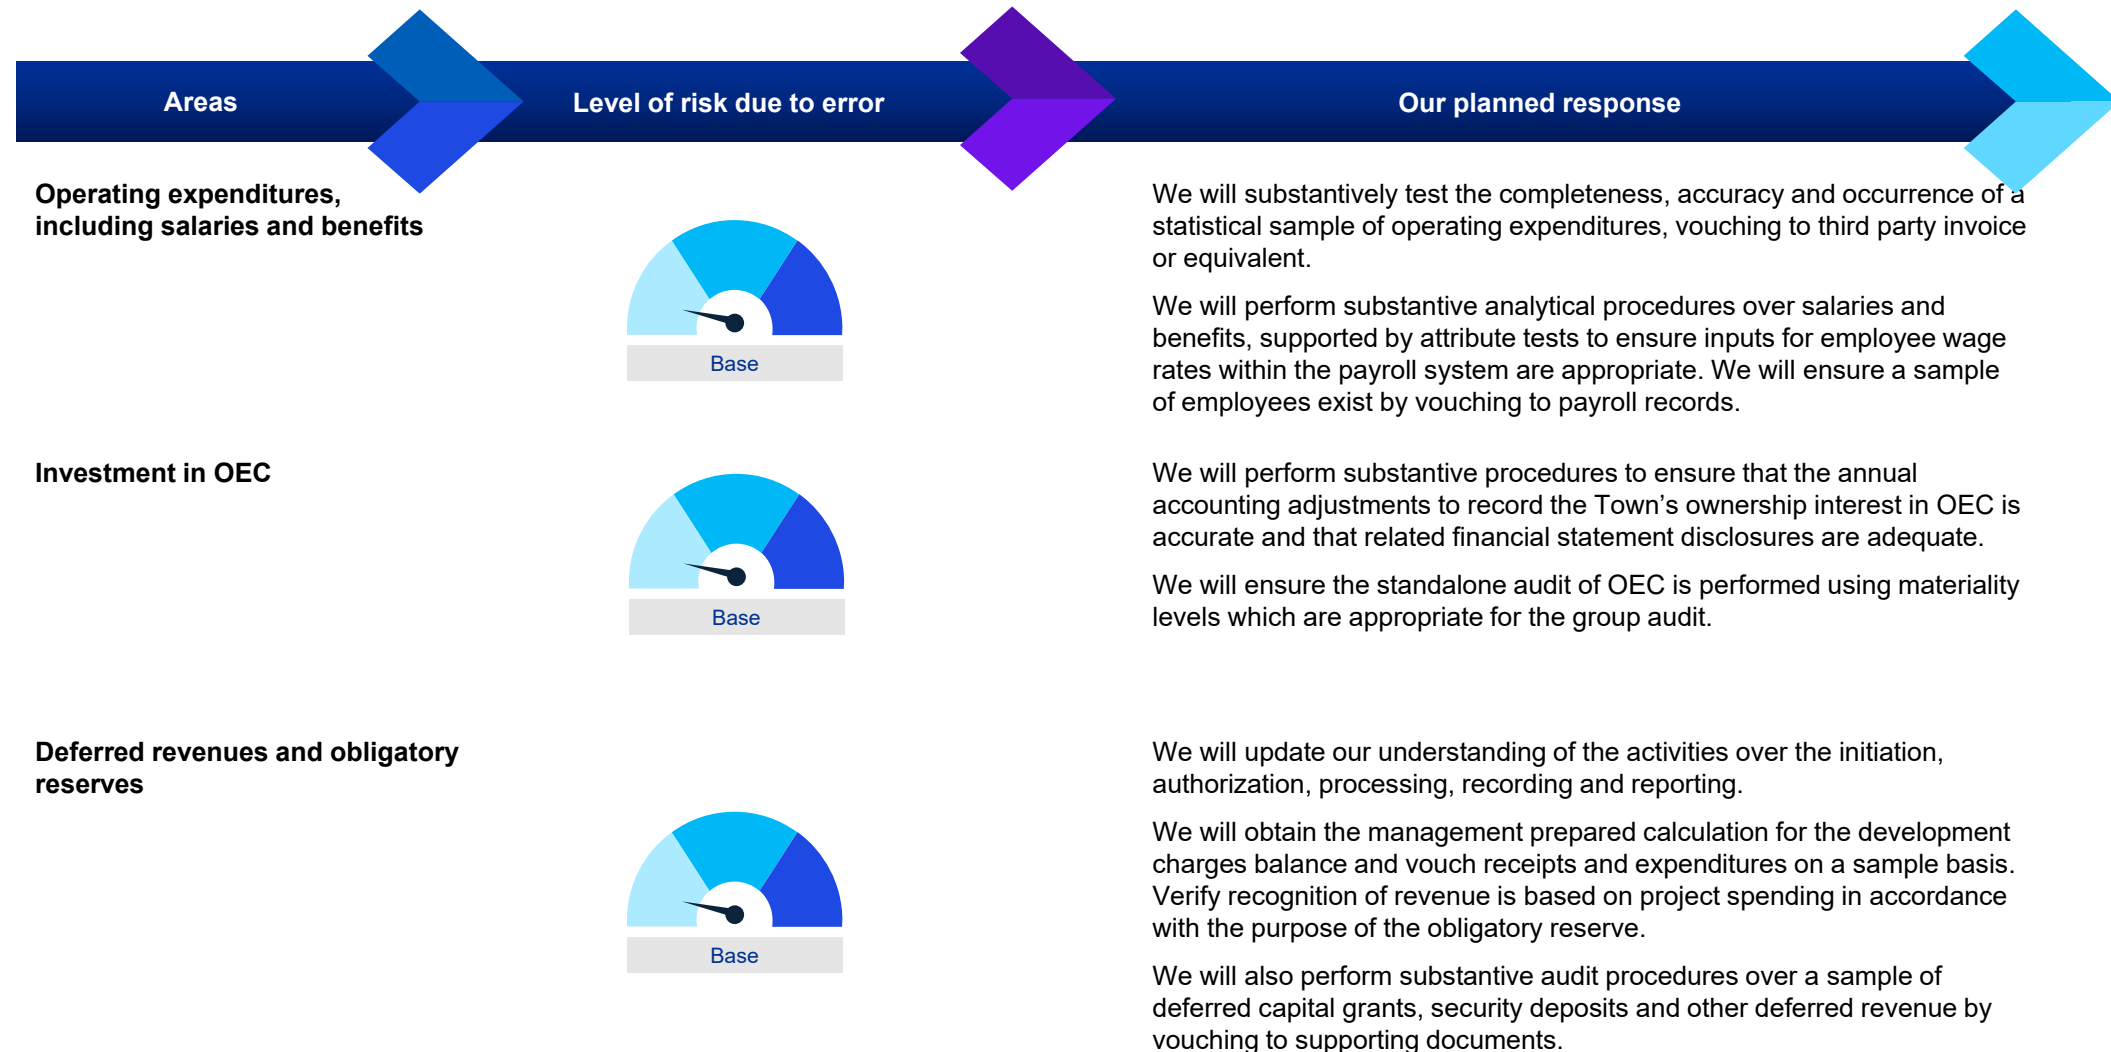 Areas
Level of risk due to error
Our planned response
Operating expenditures,
including salaries and benefits
Base
We will substantively test the completeness, accuracy and occurrence of a
statistical sample of operating expenditures, vouching to third party invoice
or equivalent.
We will perform substantive analytical procedures over salaries and
benefits, supported by attribute tests to ensure inputs for employee wage
rates within the payroll system are appropriate. We will ensure a sample
of employees exist by vouching to payroll records.
Investment in OEC
Base
We will perform substantive procedures to ensure that the annual
accounting adjustments to record the Town’s ownership interest in OEC is
accurate and that related financial statement disclosures are adequate.
We will ensure the standalone audit of OEC is performed using materiality
levels which are appropriate for the group audit.
Deferred revenues and obligatory
reserves
Base
We will update our understanding of the activities over the initiation,
authorization, processing, recording and reporting.
We will obtain the management prepared calculation for the development
charges balance and vouch receipts and expenditures on a sample basis.
Verify recognition of revenue is based on project spending in accordance
with the purpose of the obligatory reserve.
We will also perform substantive audit procedures over a sample of
deferred capital grants, security deposits and other deferred revenue by
vouching to supporting documents.